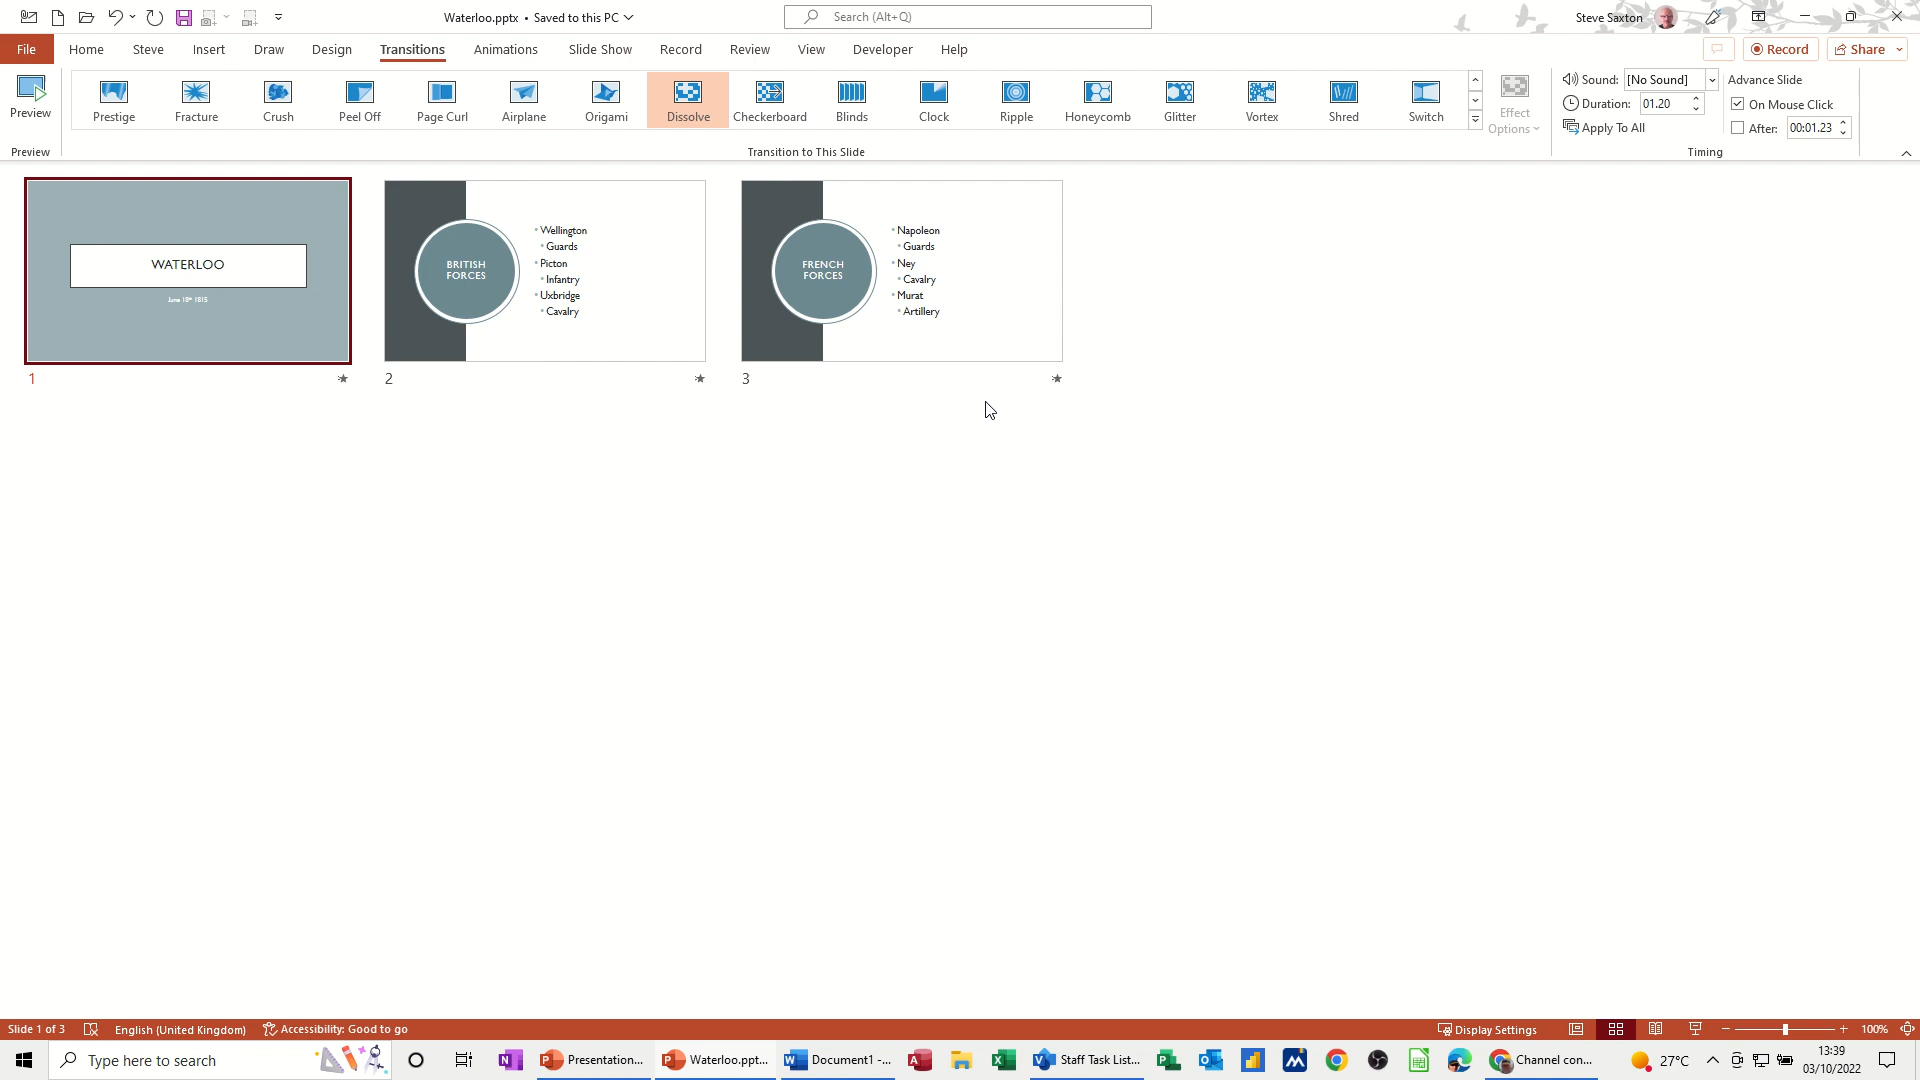 Waterloo.pptx • Saved to this PC
Search (Alt+Q)
Steve Saxton
File
Home
Steve
Insert
Draw
Design
Transitions
Animations
Slide Show
Record
Review
View
Developer
Help
Record
Share
Preview
Prestige
Fracture
Crush
Peel Off
Page Curl
Airplane
Origami
Dissolve
Checkerboard
Blinds
Clock
Ripple
Honeycomb
Glitter
Vortex
Shred
Switch
Effect
Options
Sound: [No Sound]
Duration: 01.20
Apply To All
Advance Slide
On Mouse Click
After: 00:01.23
Preview
Transition to This Slide
Timing
WATERLOO
June 18th 1815
1
BRITISH
FORCES
• Wellington
• Guards
• Picton
• Infantry
• Uxbridge
• Cavalry
2
FRENCH
FORCES
• Napoleon
• Guards
• Ney
• Cavalry
• Murat
• Artillery
3
Slide 1 of 3
English (United Kingdom)
Accessibility: Good to go
Display Settings
100%
Type here to search
Presentation...
Waterloo.ppt...
Document1 -...
Staff Task List...
Channel con...
27°C
13:39
03/10/2022